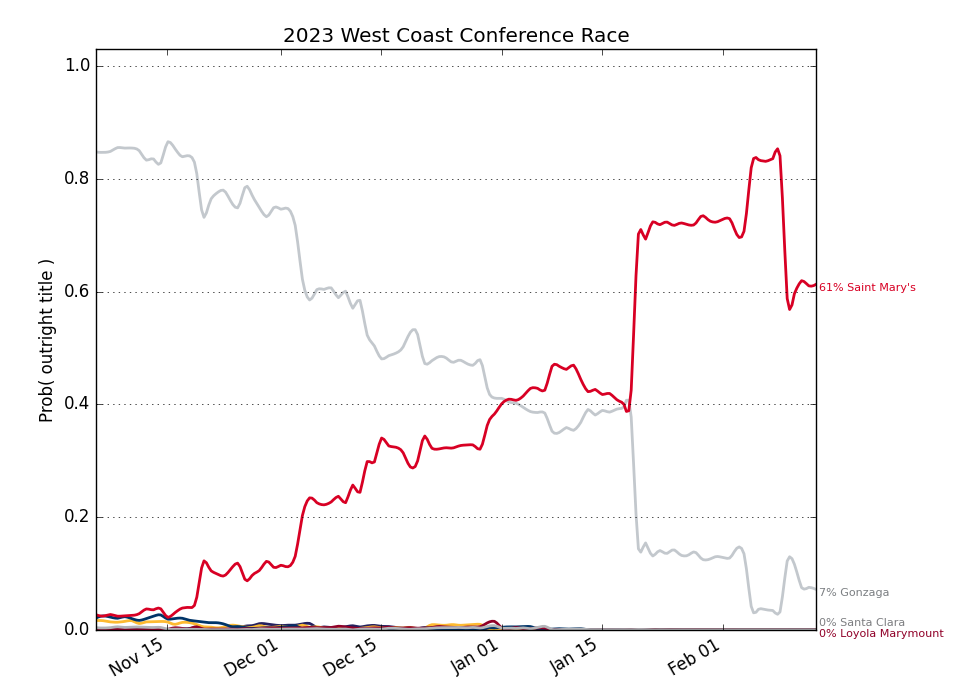 2023 West Coast Conference Race
1.0
0.8
0.6
0.4
0.2
0.0
Prob( outright title )
61% Saint Mary's
7% Gonzaga
0% Santa Clara
0% Loyola Marymount
Nov 15
Dec 01
Dec 15
Jan 01
Jan 15
Feb 01